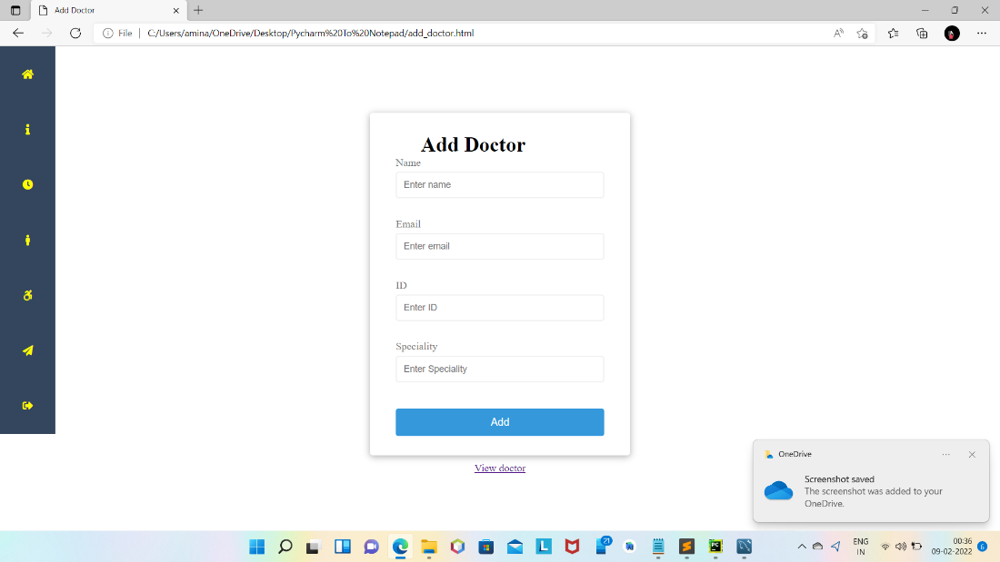 Add Doctor
File
C:/Users/amina/OneDrive/Desktop/Pycharm%20To%20Notepad/add_doctor.html
Add Doctor
Name
Enter name
Email
Enter email
ID
Enter ID
Speciality
Enter Speciality
Add
View doctor
OneDrive
Screenshot saved
The screenshot was added to your
OneDrive.
L
21
PC
ENG
IN
00:36
09-02-2022
6